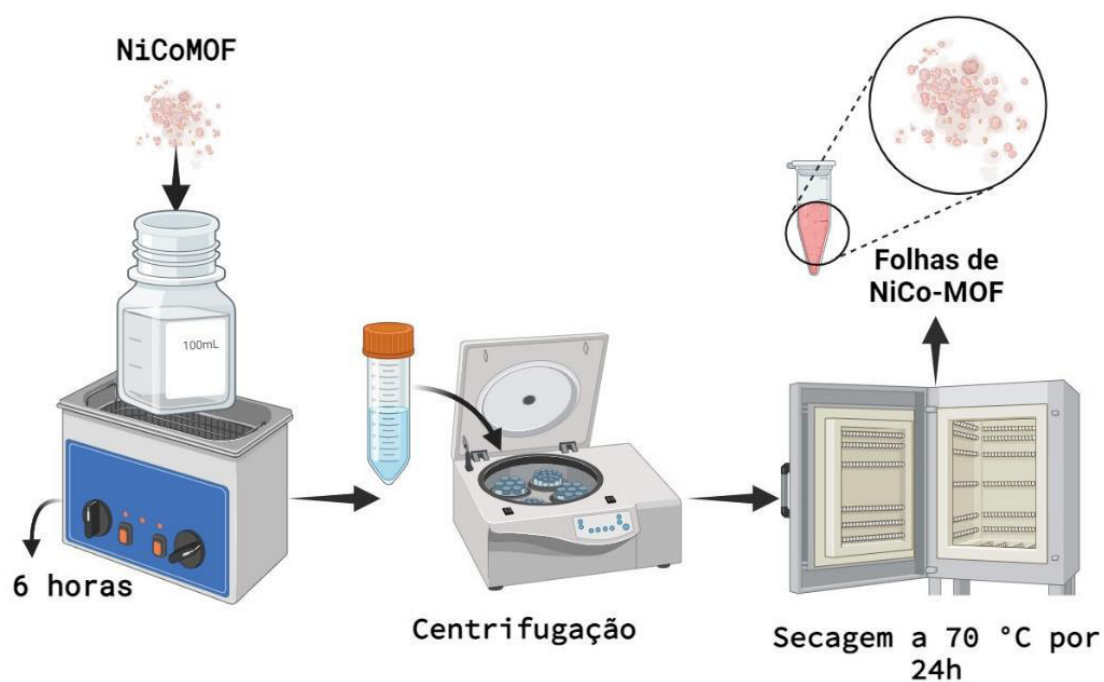 NiCoMOF
100mL
6 horas
Centrifugação
Secagem a 70 °C por
24h
Folhas de
NiCo-MOF